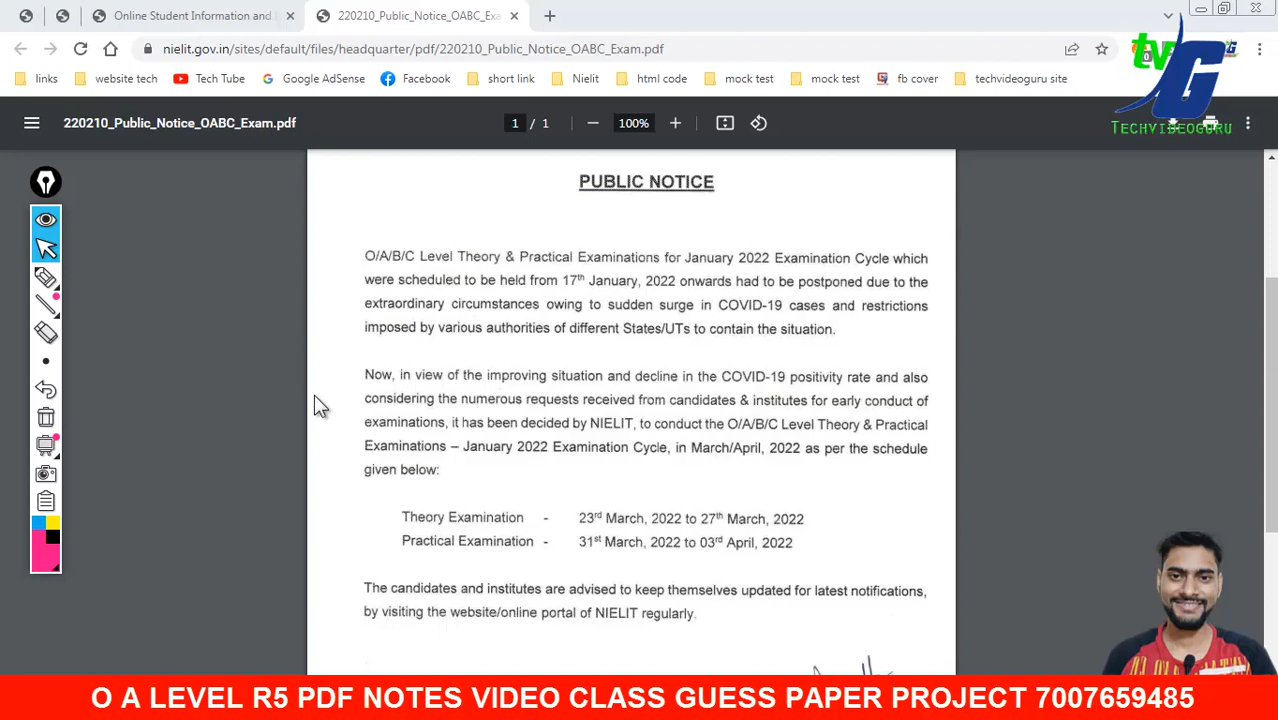 Online Student Information and
220210_Public_Notice_OABC_Exa
nielit.gov.in/sites/default/files/headquarter/pdf/220210_Public_Notice_OABC_Exam.pdf
links
website tech
Tech Tube
Google AdSense
Facebook
short link
Nielit
html code
mock test
mock test
fb cover
techvideoguru site
tv G
TECHVIDEOGURU
220210_Public_Notice_OABC_Exam.pdf
1 / 1
100%
PUBLIC NOTICE
O/A/B/C Level Theory & Practical Examinations for January 2022 Examination Cycle which
were scheduled to be held from 17th January, 2022 onwards had to be postponed due to the
extraordinary circumstances owing to sudden surge in COVID-19 cases and restrictions
imposed by various authorities of different States/UTs to contain the situation.
Now, in view of the improving situation and decline in the COVID-19 positivity rate and also
considering the numerous requests received from candidates & institutes for early conduct of
examinations, it has been decided by NIELIT, to conduct the O/A/B/C Level Theory & Practical
Examinations – January 2022 Examination Cycle, in March/April, 2022 as per the schedule
given below:
Theory Examination - 23rd March, 2022 to 27th March, 2022
Practical Examination - 31st March, 2022 to 03rd April, 2022
The candidates and institutes are advised to keep themselves updated for latest notifications,
by visiting the website/online portal of NIELIT regularly.
O A LEVEL R5 PDF NOTES VIDEO CLASS GUESS PAPER PROJECT 7007659485